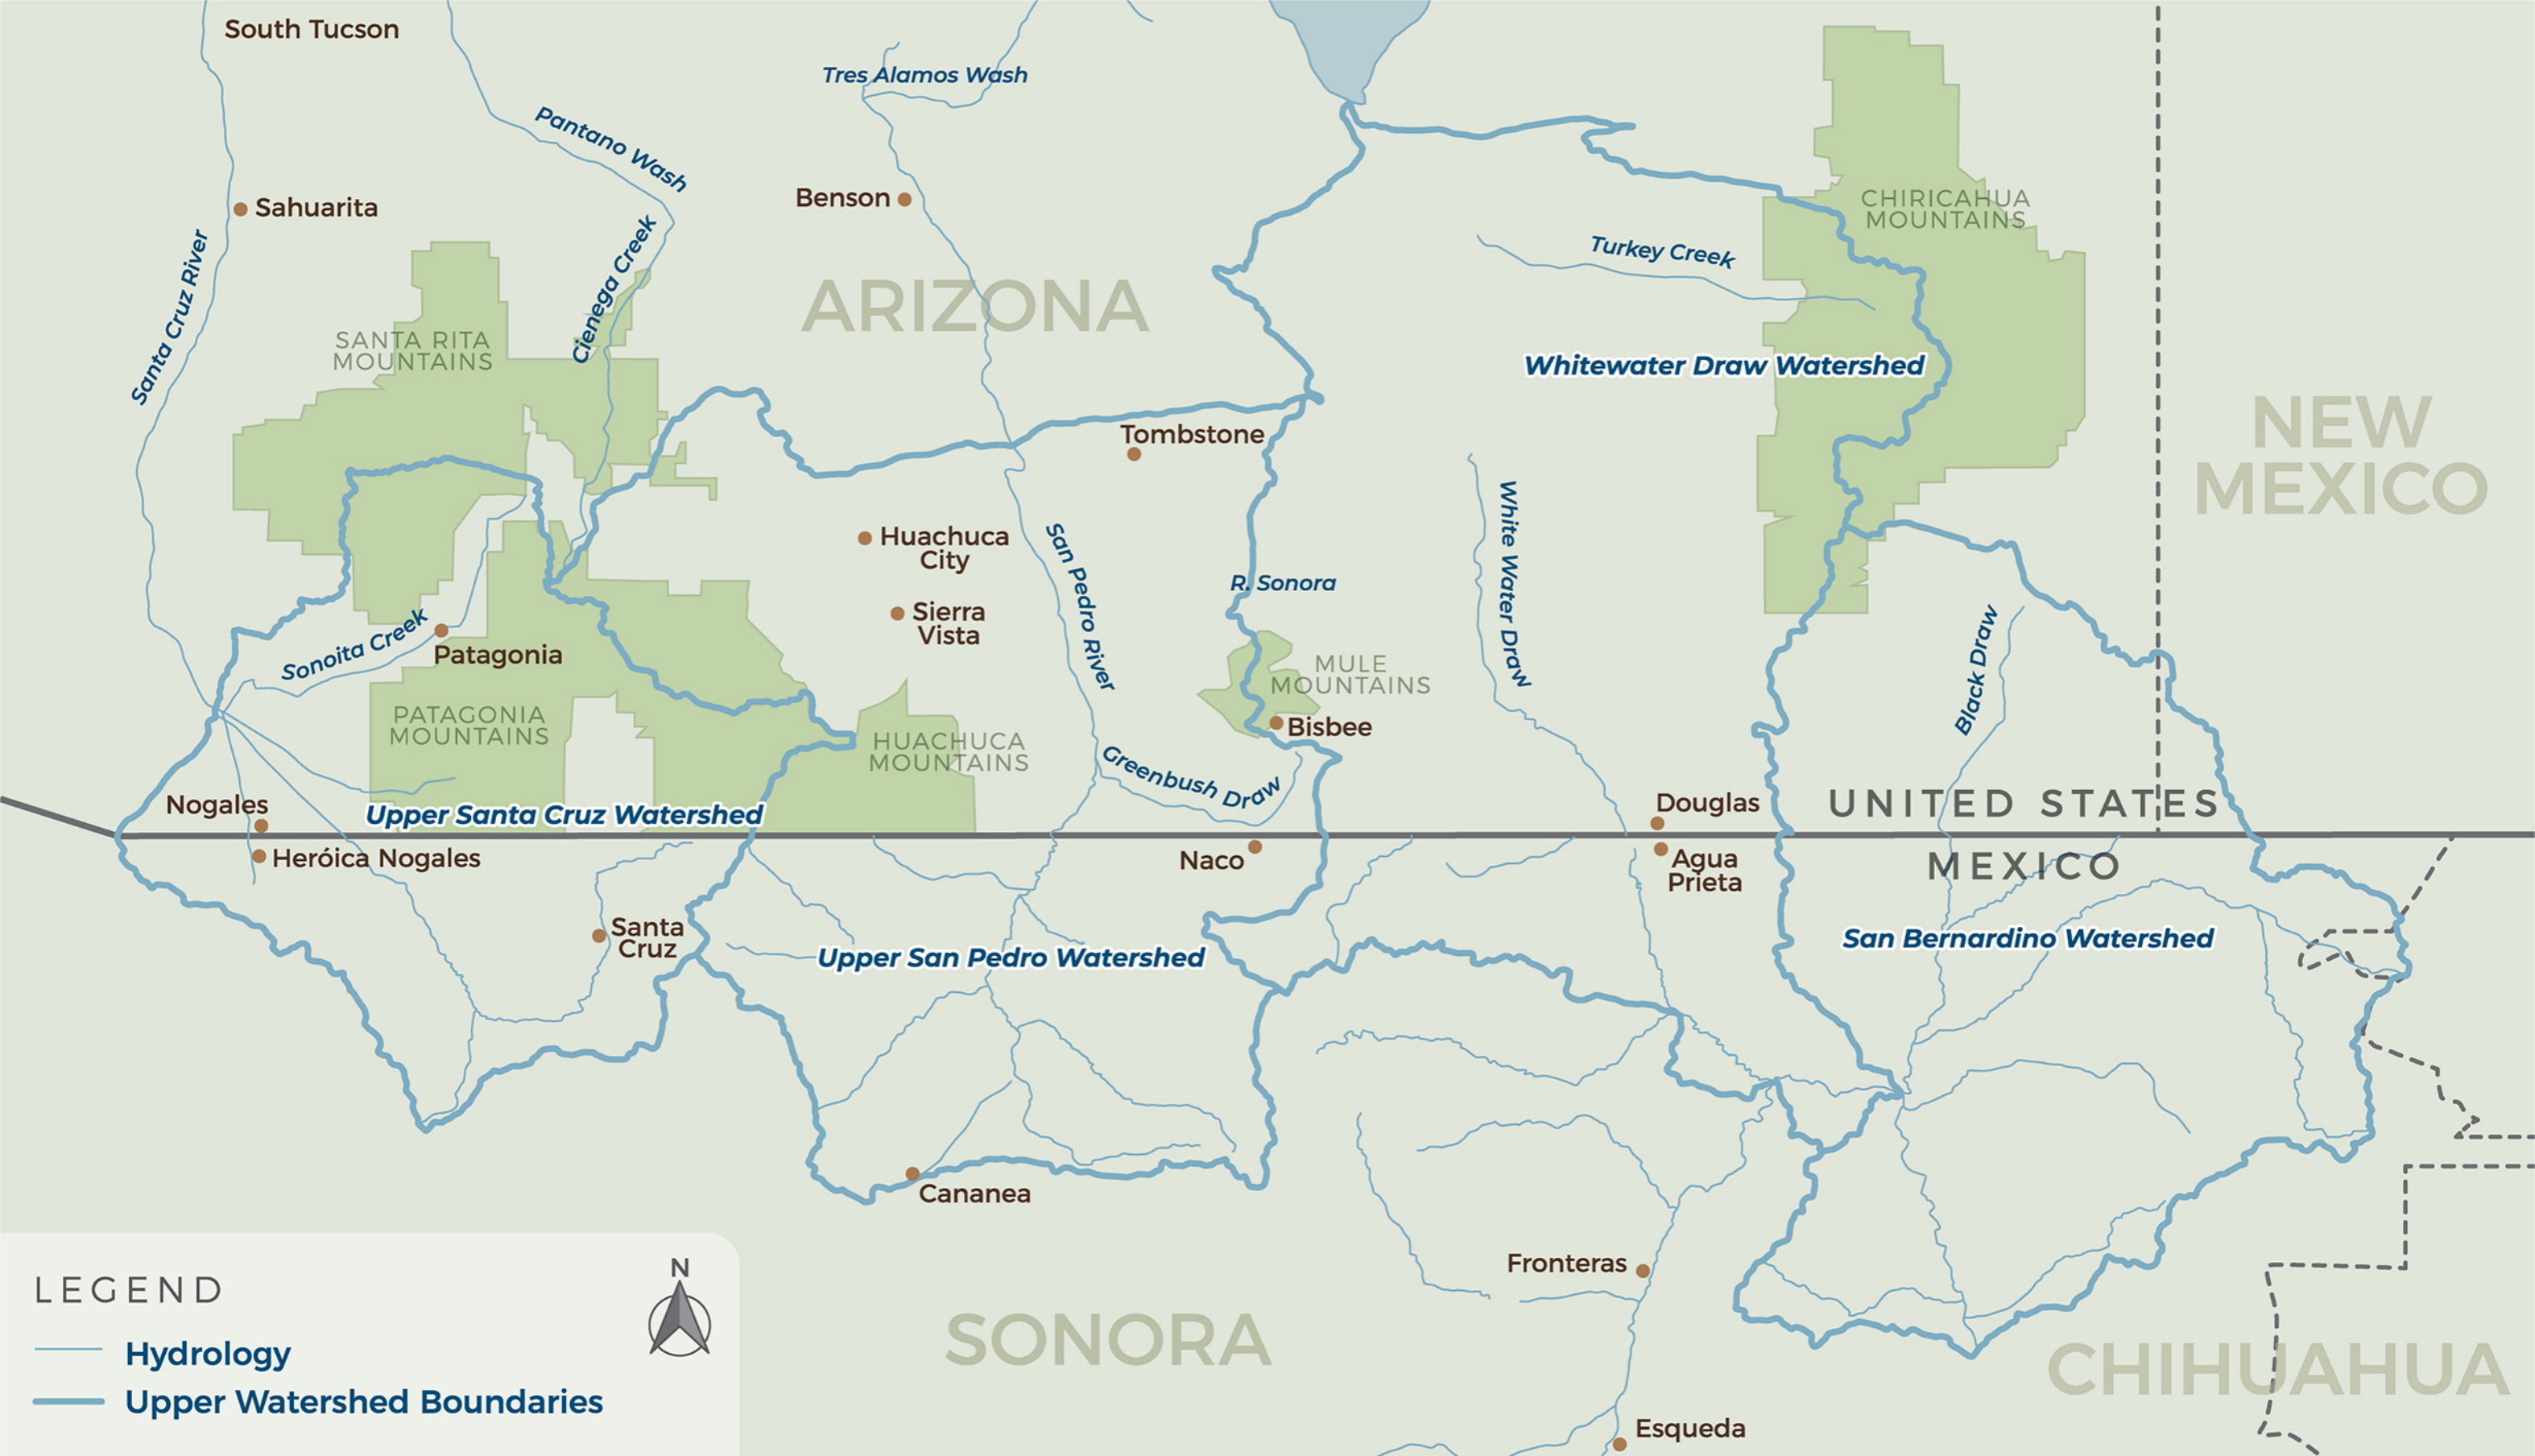 South Tucson
Tres Alamos Wash
Pantano Wash
Benson
Sahuarita
CHIRICAHUA
MOUNTAINS
Santa Cruz River
Cienega Creek
Turkey Creek
ARIZONA
SANTA RITA
MOUNTAINS
Whitewater Draw Watershed
NEW
MEXICO
Tombstone
Huachuca
City
San Pedro River
White Water Draw
R. Sonora
Sierra
Vista
Black Draw
Sonoita Creek
Patagonia
MULE
MOUNTAINS
PATAGONIA
MOUNTAINS
Bisbee
HUACHUCA
MOUNTAINS
Greenbush Draw
Nogales
Upper Santa Cruz Watershed
Douglas
UNITED STATES
Heróica Nogales
Naco
Agua
Prieta
MEXICO
Santa
Cruz
Upper San Pedro Watershed
San Bernardino Watershed
Cananea
Fronteras
SONORA
CHIHUAHUA
Esqueda
LEGEND
N
Hydrology
Upper Watershed Boundaries